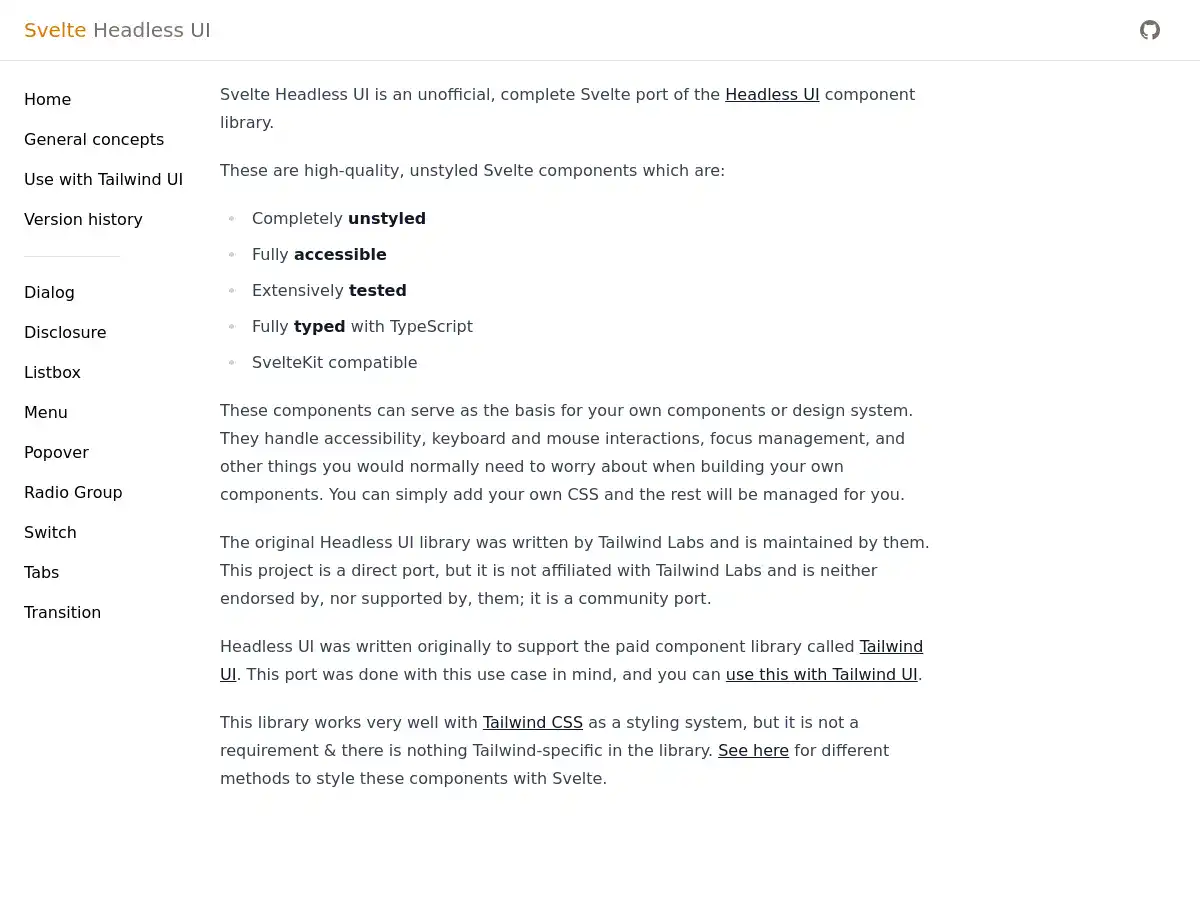 Svelte Headless UI
Home
General concepts
Use with Tailwind UI
Version history
Dialog
Disclosure
Listbox
Menu
Popover
Radio Group
Switch
Tabs
Transition
Svelte Headless UI is an unofficial, complete Svelte port of the Headless UI component
library.
These are high-quality, unstyled Svelte components which are:
Completely unstyled
Fully accessible
Extensively tested
Fully typed with TypeScript
SvelteKit compatible
These components can serve as the basis for your own components or design system.
They handle accessibility, keyboard and mouse interactions, focus management, and
other things you would normally need to worry about when building your own
components. You can simply add your own CSS and the rest will be managed for you.
The original Headless UI library was written by Tailwind Labs and is maintained by them.
This project is a direct port, but it is not affiliated with Tailwind Labs and is neither
endorsed by, nor supported by, them; it is a community port.
Headless UI was written originally to support the paid component library called Tailwind
UI. This port was done with this use case in mind, and you can use this with Tailwind UI.
This library works very well with Tailwind CSS as a styling system, but it is not a
requirement & there is nothing Tailwind-specific in the library. See here for different
methods to style these components with Svelte.